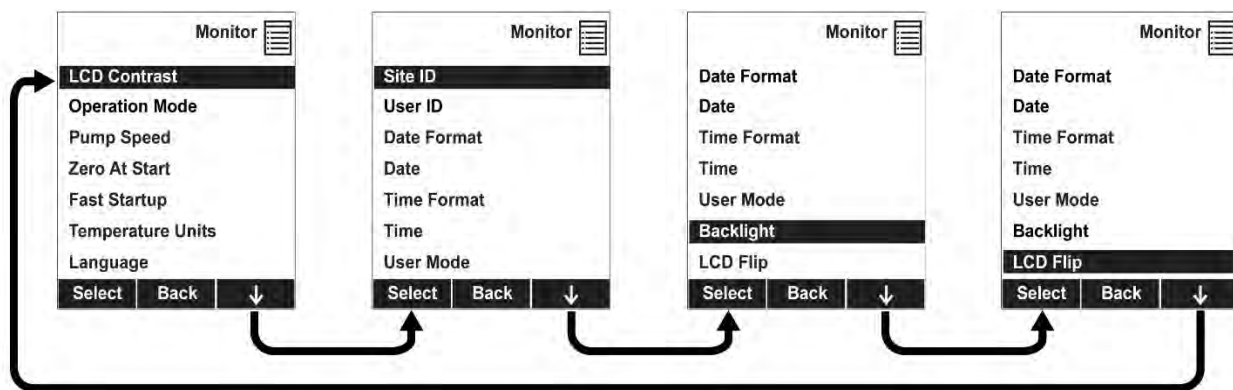 Monitor
LCD Contrast
Operation Mode
Pump Speed
Zero At Start
Fast Startup
Temperature Units
Language
Select Back ↓
Monitor
Site ID
User ID
Date Format
Date
Time Format
Time
User Mode
Select Back ↓
Monitor
Date Format
Date
Time Format
Time
User Mode
Backlight
LCD Flip
Select Back ↓
Monitor
Date Format
Date
Time Format
Time
User Mode
Backlight
LCD Flip
Select Back ↓